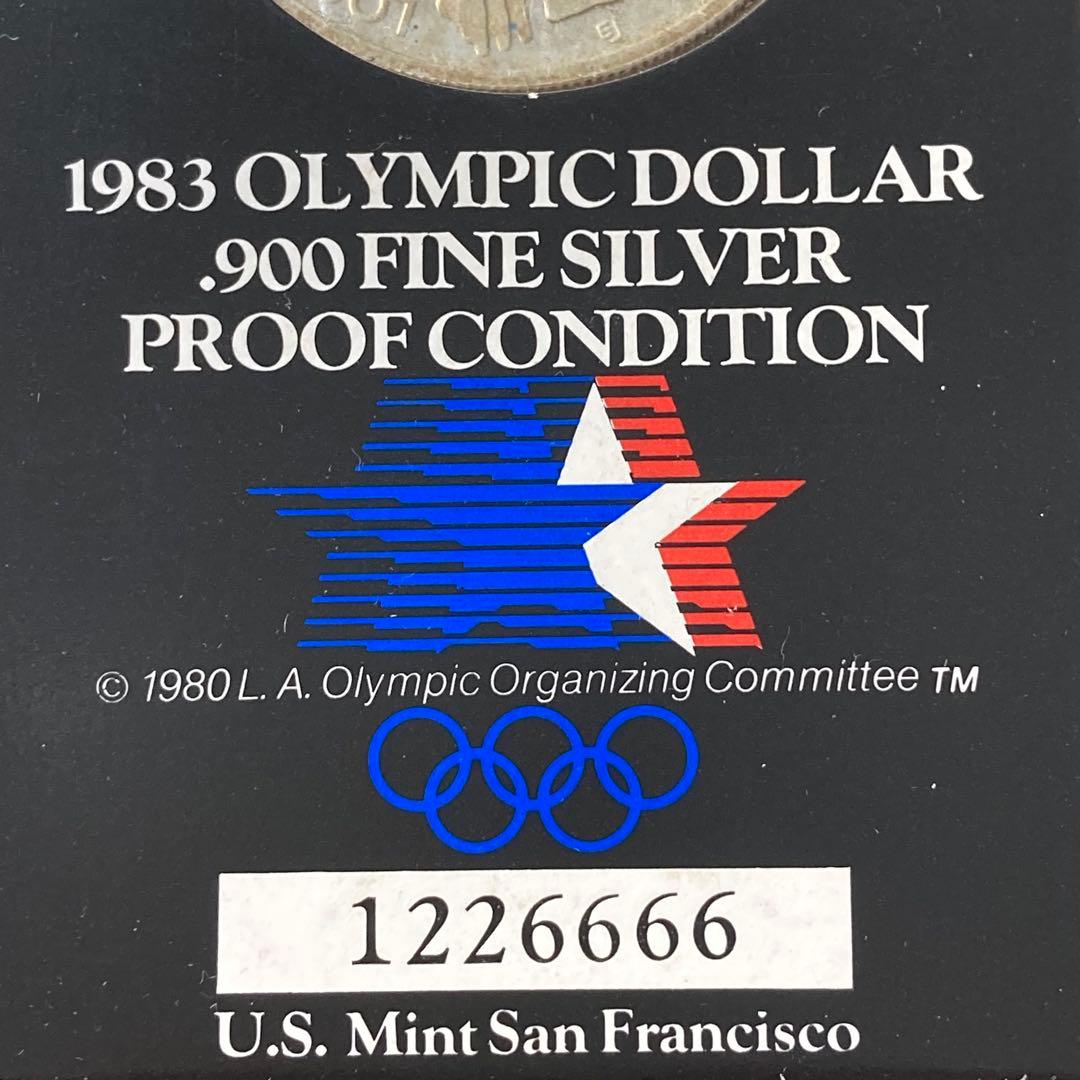 1983 OLYMPIC DOLLAR
.900 FINE SILVER
PROOF CONDITION
© 1980 L. A. Olympic Organizing Committee TM
1226666
U.S. Mint San Francisco